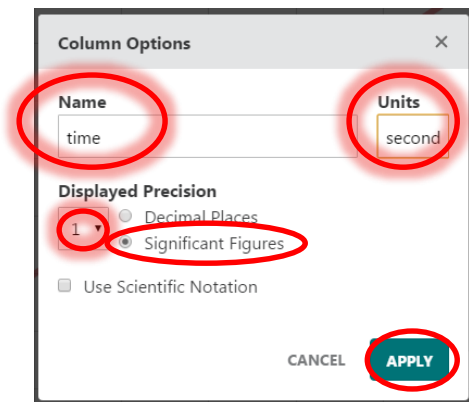 Column Options ×
Name Units
time second
Displayed Precision
1 Decimal Places
Significant Figures
Use Scientific Notation
CANCEL APPLY